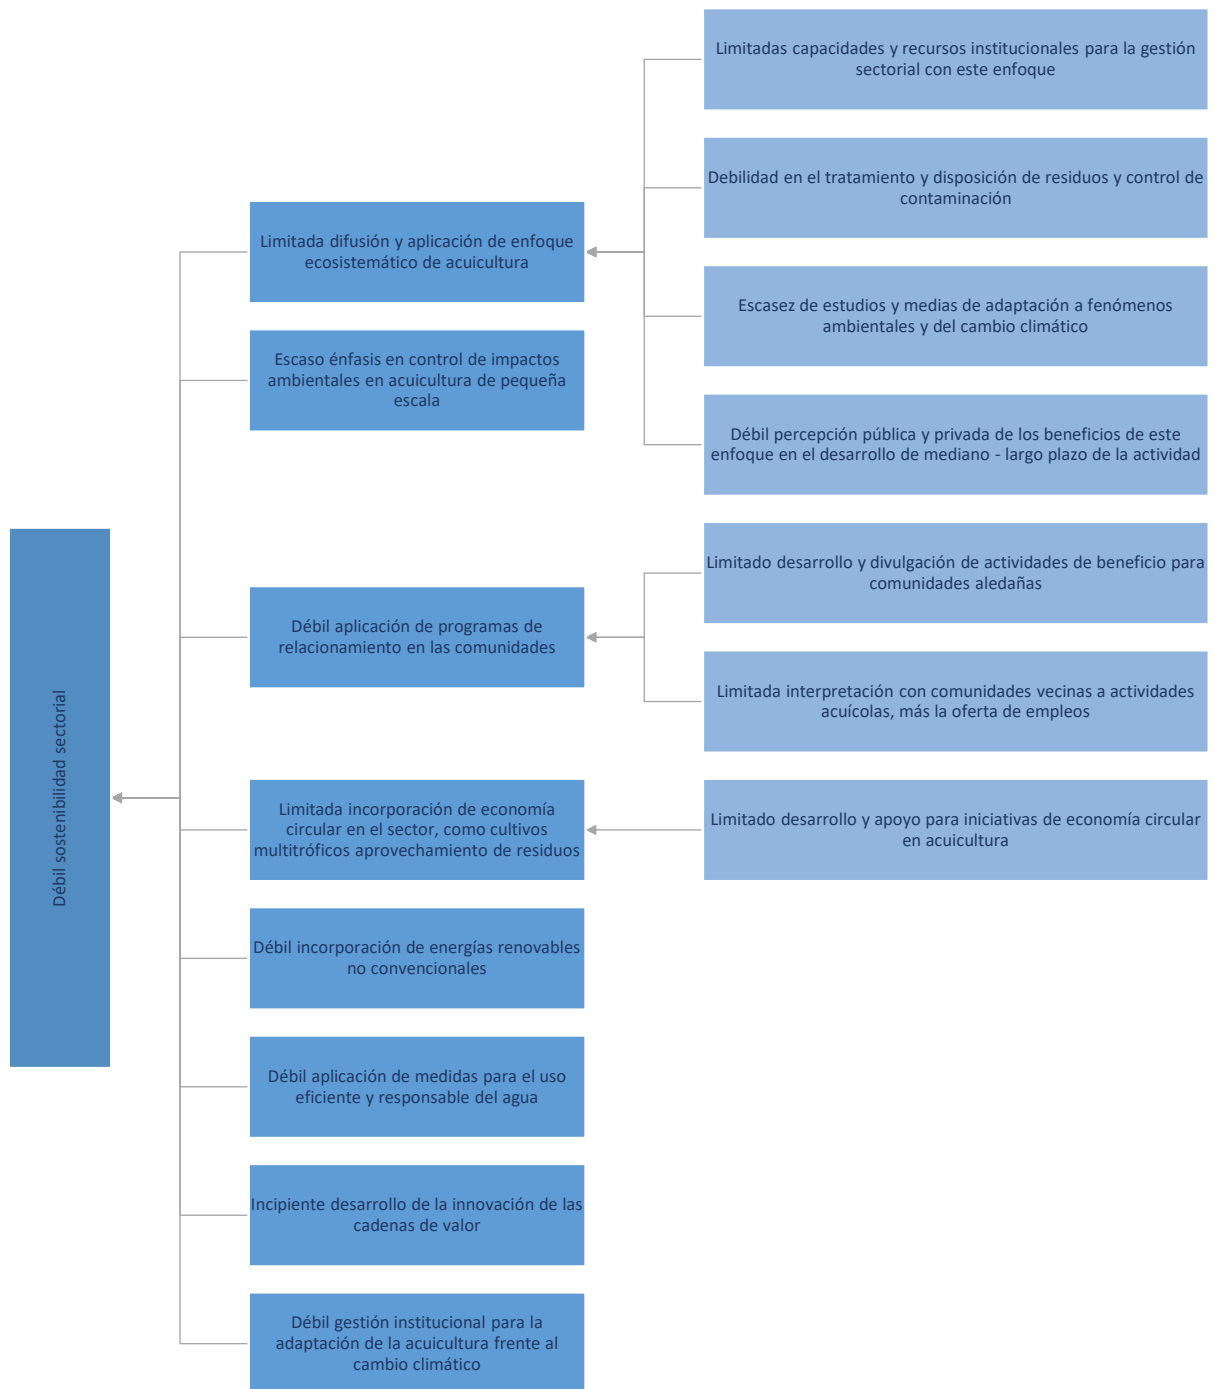 Débil sostenibilidad sectorial
Limitada difusión y aplicación de enfoque
ecosistemático de acuicultura
Limitadas capacidades y recursos institucionales para la gestión
sectorial con este enfoque
Debilidad en el tratamiento y disposición de residuos y control de
contaminación
Escasez de estudios y medias de adaptación a fenómenos
ambientales y del cambio climático
Débil percepción pública y privada de los beneficios de este
enfoque en el desarrollo de mediano - largo plazo de la actividad
Escaso énfasis en control de impactos
ambientales en acuicultura de pequeña
escala
Débil aplicación de programas de
relacionamiento en las comunidades
Limitado desarrollo y divulgación de actividades de beneficio para
comunidades aledañas
Limitada interpretación con comunidades vecinas a actividades
acuícolas, más la oferta de empleos
Limitada incorporación de economía
circular en el sector, como cultivos
multitróficos aprovechamiento de residuos
Limitado desarrollo y apoyo para iniciativas de economía circular
en acuicultura
Débil incorporación de energías renovables
no convencionales
Débil aplicación de medidas para el uso
eficiente y responsable del agua
Incipiente desarrollo de la innovación de las
cadenas de valor
Débil gestión institucional para la
adaptación de la acuicultura frente al
cambio climático